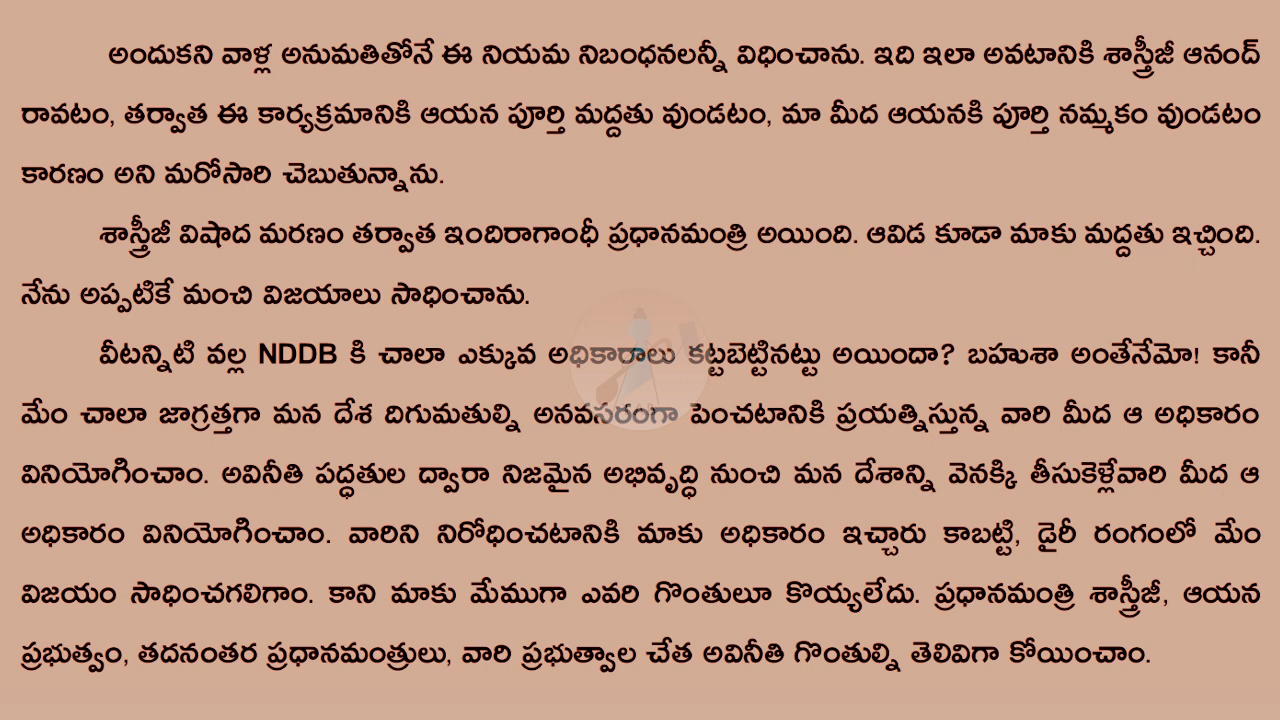 అందుకని వాళ్ల అనుమతితోనే ఈ నియమ నిబంధనలన్నీ విధించాను. ఇది ఇలా అవటానికి శాస్త్రీజీ ఆనంద్
రావటం, తర్వాత ఈ కార్యక్రమానికి ఆయన పూర్తి మద్దతు వుండటం, మా మీద ఆయనకి పూర్తి నమ్మకం వుండటం
కారణం అని మరోసారి చెబుతున్నాను.
శాస్త్రీజీ విషాద మరణం తర్వాత ఇందిరాగాంధీ ప్రధానమంత్రి అయింది. ఆవిడ కూడా మాకు మద్దతు ఇచ్చింది.
నేను అప్పటికే మంచి విజయాలు సాధించాను.
వీటన్నిటి వల్ల NDDB కి చాలా ఎక్కువ అధికారాలు కట్టబెట్టినట్టు అయిందా? బహుశా అంతేనేమో! కానీ
మేం చాలా జాగ్రత్తగా మన దేశ దిగుమతుల్ని అనవసరంగా పెంచటానికి ప్రయత్నిస్తున్న వారి మీద ఆ అధికారం
వినియోగించాం. అవినీతి పద్ధతుల ద్వారా నిజమైన అభివృద్ధి నుంచి మన దేశాన్ని వెనక్కి తీసుకెళ్లేవారి మీద ఆ
అధికారం వినియోగించాం. వారిని నిరోధించటానికి మాకు అధికారం ఇచ్చారు కాబట్టి, డైరీ రంగంలో మేం
విజయం సాధించగలిగాం. కాని మాకు మేముగా ఎవరి గొంతులూ కొయ్యలేదు. ప్రధానమంత్రి శాస్త్రీజీ, ఆయన
ప్రభుత్వం, తదనంతర ప్రధానమంత్రులు, వారి ప్రభుత్వాల చేత అవినీతి గొంతుల్ని తెలివిగా కోయించాం.